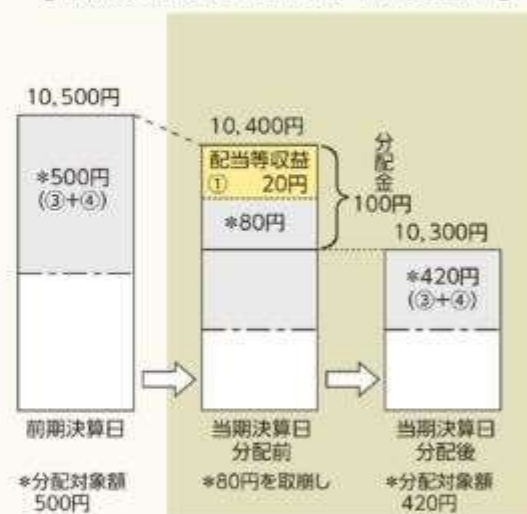 10,500円
*500円
(③+④)
前期決算日
*分配対象額
500円
10,400円
配当等収益
① 20円
*80円
分配金
100円
当期決算日
分配前
*80円を取崩し
10,300円
*420円
(③+④)
当期決算日
分配後
*分配対象額
420円